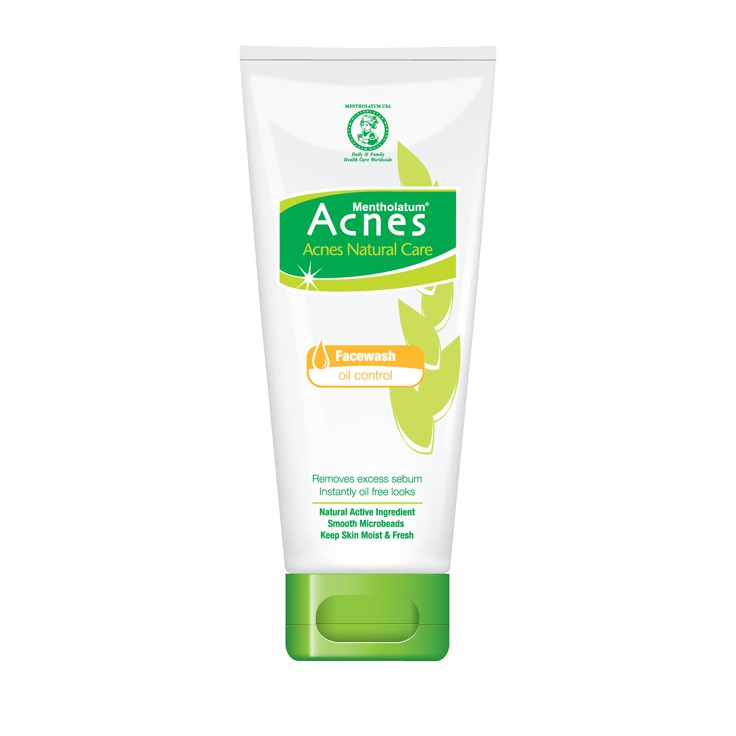 MENTHOLATUM USA
Daily & Family
Health Care Worldwide
Mentholatum®
Acnes
Acnes Natural Care
Facewash
oil control
Removes excess sebum
Instantly oil free looks
Natural Active Ingredient
Smooth Microbeads
Keep Skin Moist & Fresh